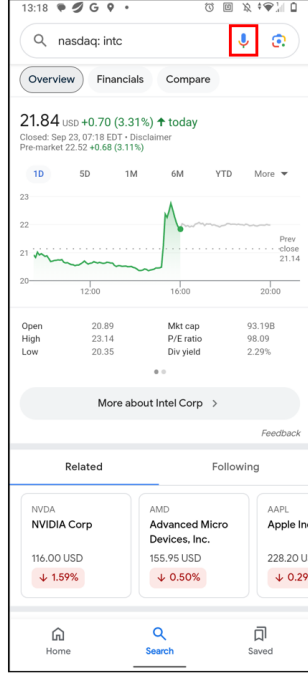 13:18
nasdaq: intc
Overview Financials Compare
21.84 USD +0.70 (3.31%) ↑ today
Closed: Sep 23, 07:18 EDT • Disclaimer
Pre-market 22.52 +0.68 (3.11%)
1D 5D 1M 6M YTD More
23
22
21
20
Prev
close
21.14
12:00 16:00 20:00
Open 20.89 Mkt cap 93.19B
High 23.14 P/E ratio 98.09
Low 20.35 Div yield 2.29%
More about Intel Corp >
Feedback
Related Following
NVDA AMD AAPL
NVIDIA Corp Advanced Micro Apple In
Devices, Inc.
116.00 USD 155.95 USD 228.20 U
↓ 1.59% ↓ 0.50% ↓ 0.29
Home Search Saved